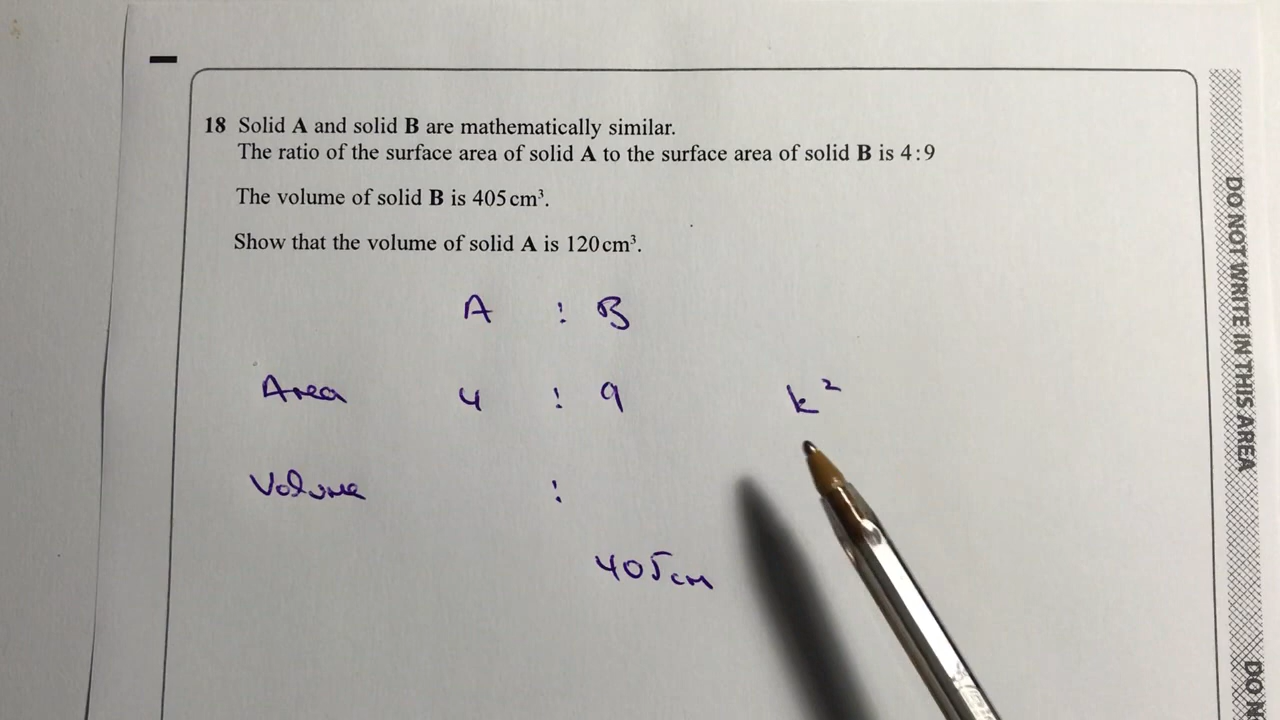 18 Solid A and solid B are mathematically similar.
The ratio of the surface area of solid A to the surface area of solid B is 4:9
The volume of solid B is 405 cm³.
Show that the volume of solid A is 120 cm³.
A : B
Area 4 : 9 k²
Volume :
405cm
DO NOT WRITE IN THIS AREA
DO N